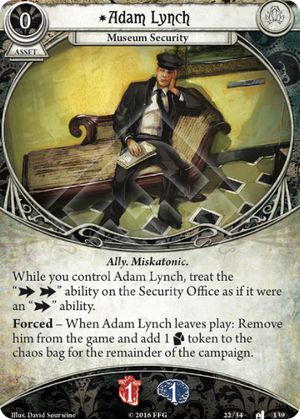 0
ASSET
*Adam Lynch
Museum Security
Ally. Miskatonic.
While you control Adam Lynch, treat the
“ ” ability on the Security Office as if it were
an “ ” ability.
Forced – When Adam Lynch leaves play: Remove
him from the game and add 1 token to the
chaos bag for the remainder of the campaign.
1 1
Illus. David Sourwine © 2016 FFG 22/34 139